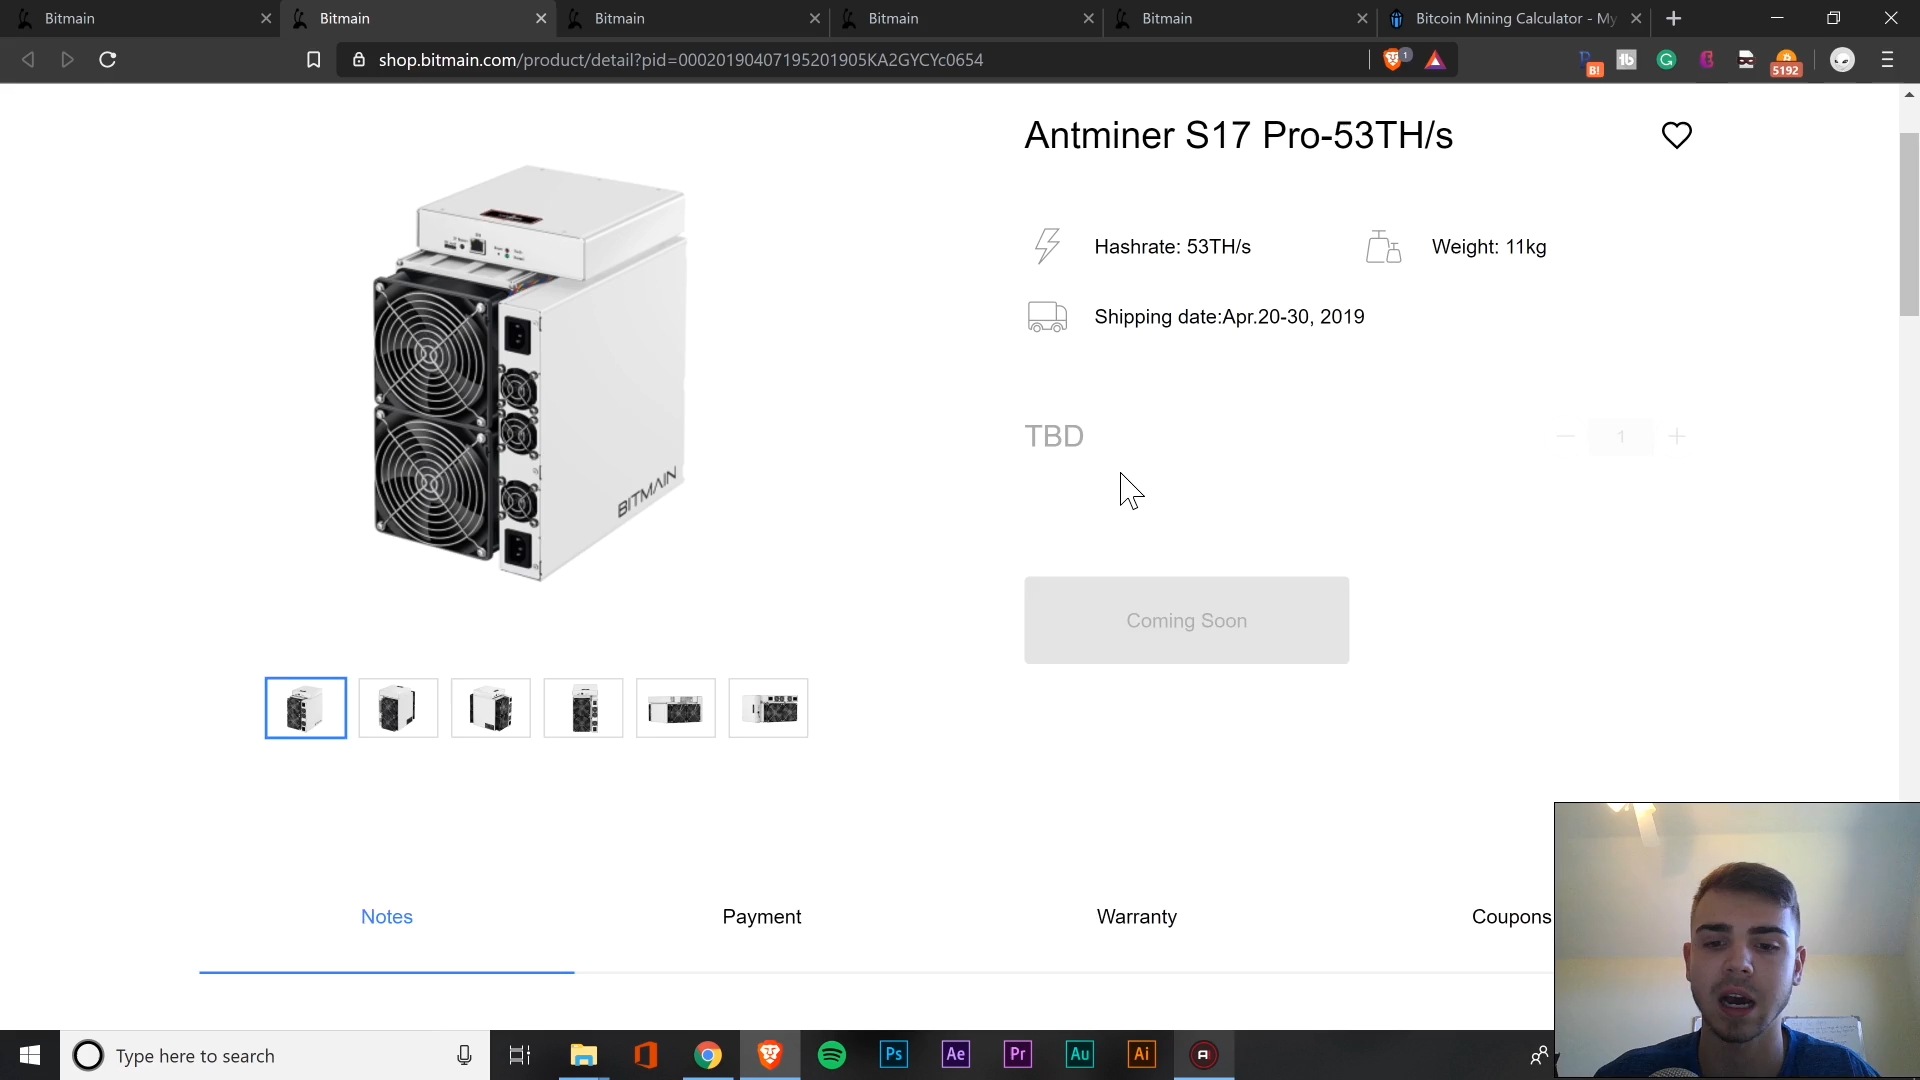 Bitmain
Bitmain
Bitmain
Bitmain
Bitmain
Bitcoin Mining Calculator - My
shop.bitmain.com/product/detail?pid=00020190407195201905KA2GYCYc0654
1
B!
tb
5192
Antminer S17 Pro-53TH/s
Hashrate: 53TH/s
Weight: 11kg
Shipping date:Apr.20-30, 2019
TBD
1
BITMAIN
Coming Soon
Notes
Payment
Warranty
Coupons
Type here to search
Ps
Ae
Pr
Au
Ai